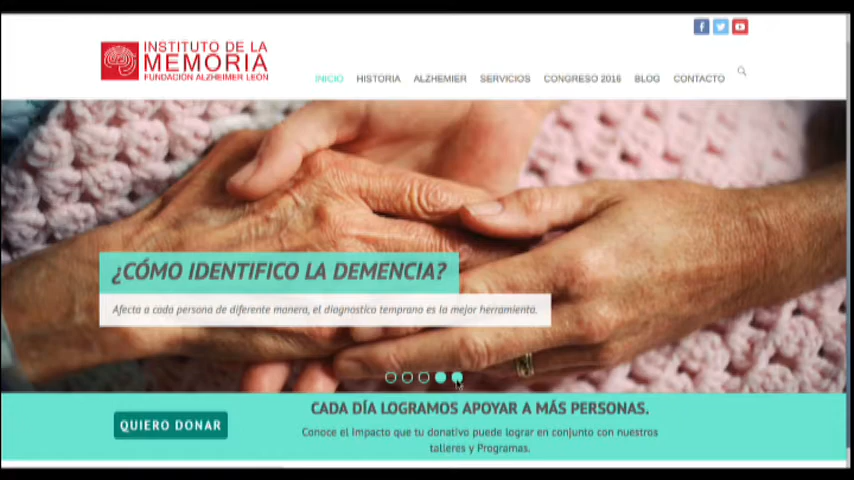 INSTITUTO DE LA
MEMORIA
FUNDACIÓN ALZHEIMER LEÓN
INICIO HISTORIA ALZHEMIER SERVICIOS CONGRESO 2016 BLOG CONTACTO
¿CÓMO IDENTIFICO LA DEMENCIA?
Afecta a cada persona de diferente manera, el diagnostico temprano es la mejor herramienta.
QUIERO DONAR
CADA DÍA LOGRAMOS APOYAR A MÁS PERSONAS.
Conoce el impacto que tu donativo puede lograr en conjunto con nuestros
talleres y Programas.